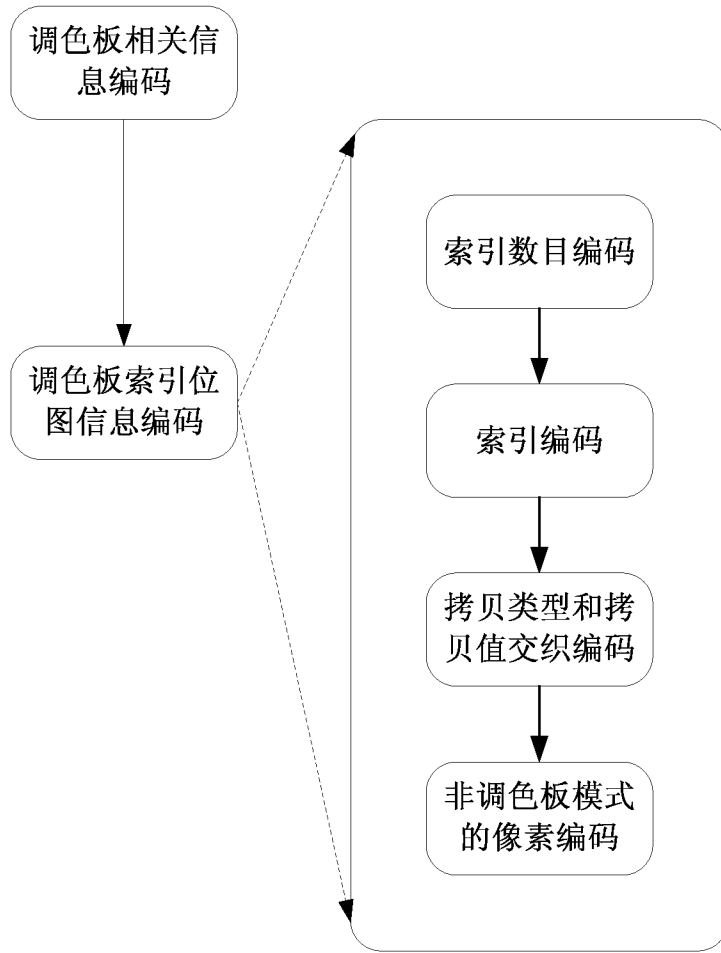 调色板相关信
息编码
调色板索引位
图信息编码
索引数目编码
索引编码
拷贝类型和拷
贝值交织编码
非调色板模式
的像素编码